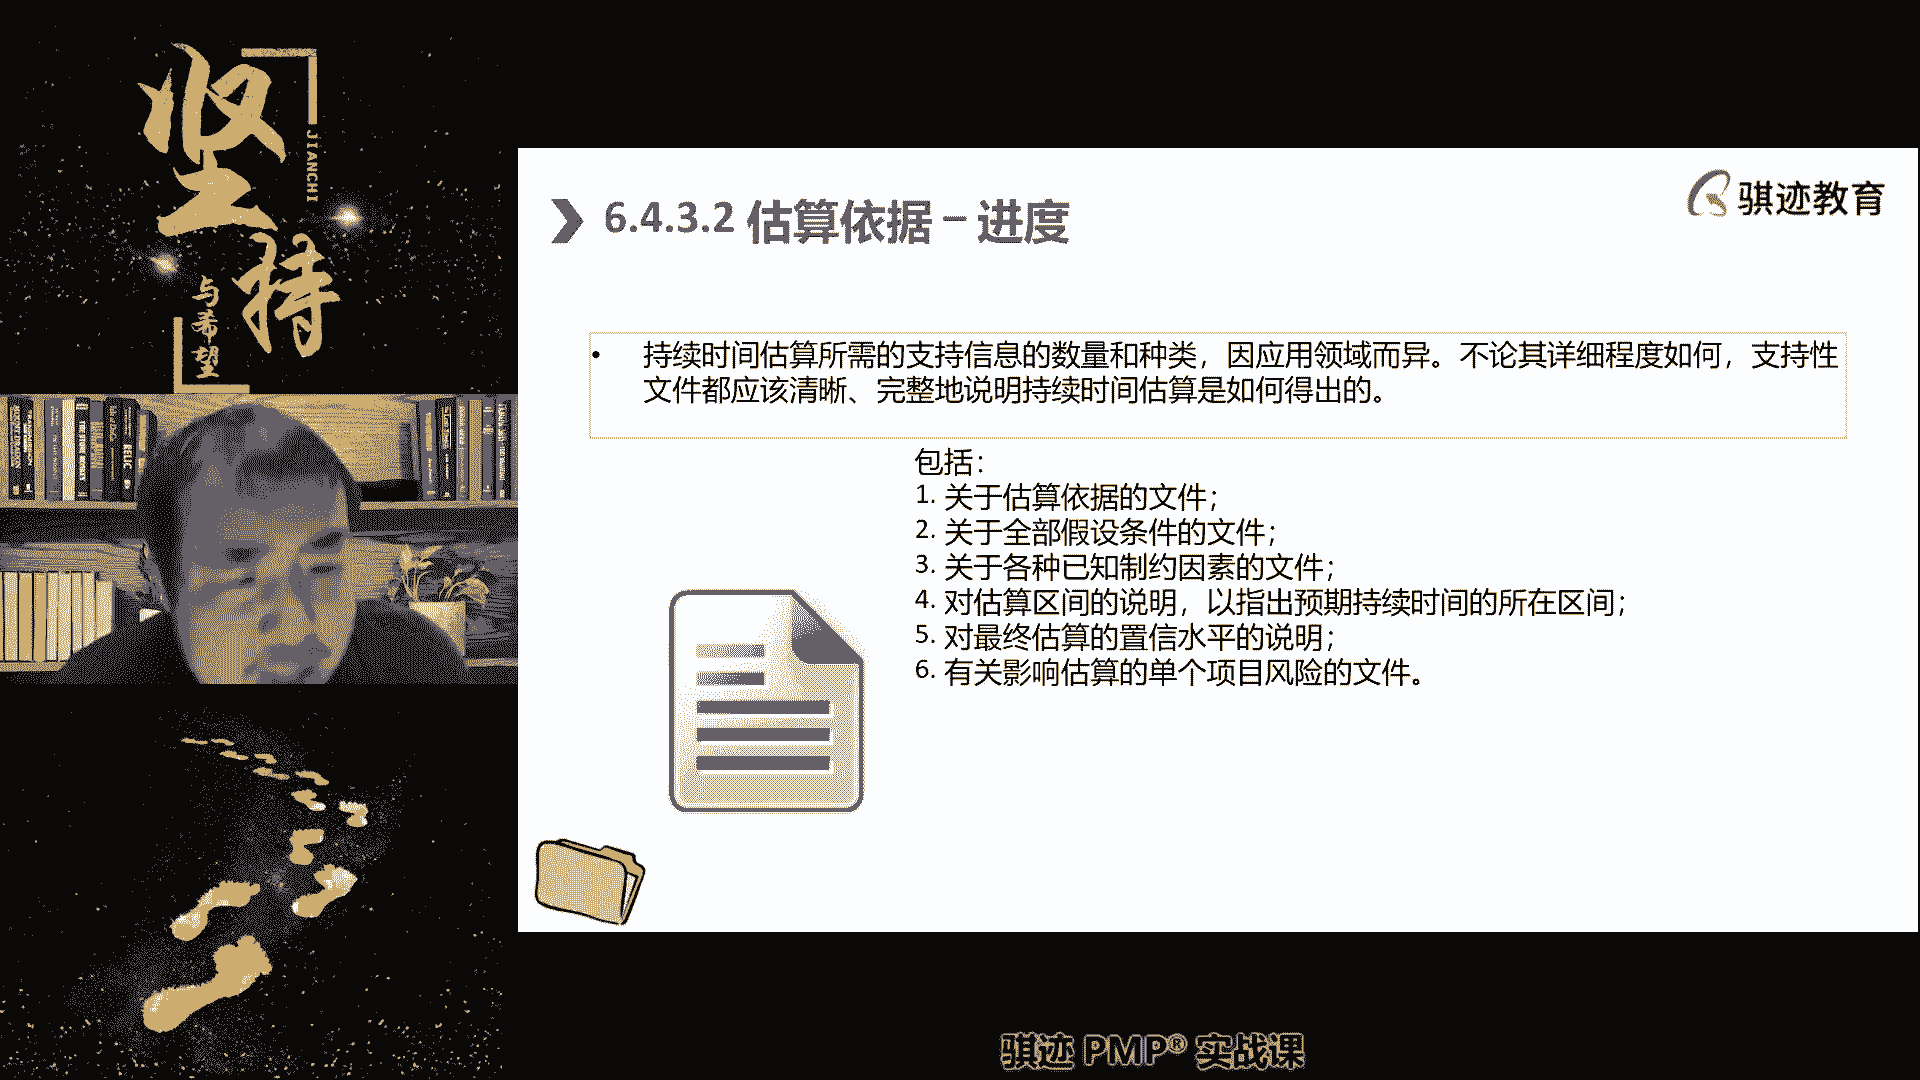 坚持
JIANCHI
与希望
骐迹教育
6.4.3.2 估算依据 – 进度
• 持续时间估算所需的支持信息的数量和种类，因应用领域而异。不论其详细程度如何，支持性
文件都应该清晰、完整地说明持续时间估算是如何得出的。
包括：
1. 关于估算依据的文件；
2. 关于全部假设条件的文件；
3. 关于各种已知制约因素的文件；
4. 对估算区间的说明，以指出预期持续时间的所在区间；
5. 对最终估算的置信水平的说明；
6. 有关影响估算的单个项目风险的文件。
骐迹 PMP® 实战课